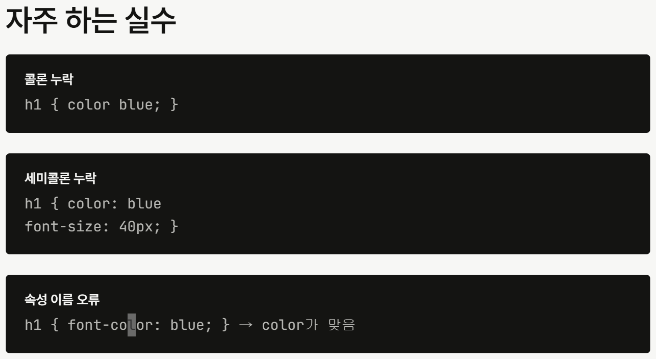 자주 하는 실수
콜론 누락
h1 { color blue; }
세미콜론 누락
h1 { color: blue
font-size: 40px; }
속성 이름 오류
h1 { font-color: blue; } → color가 맞음